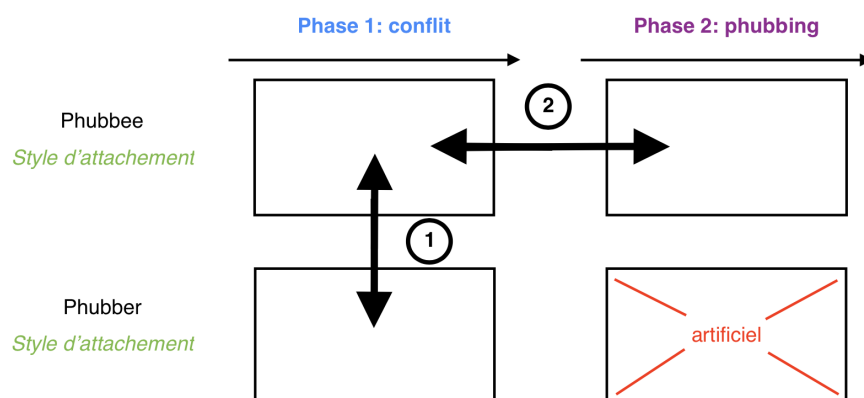 Phase 1: conflit
Phase 2: phubbing
Phubbee
Style d'attachement
2
1
Phubber
Style d'attachement
artificiel